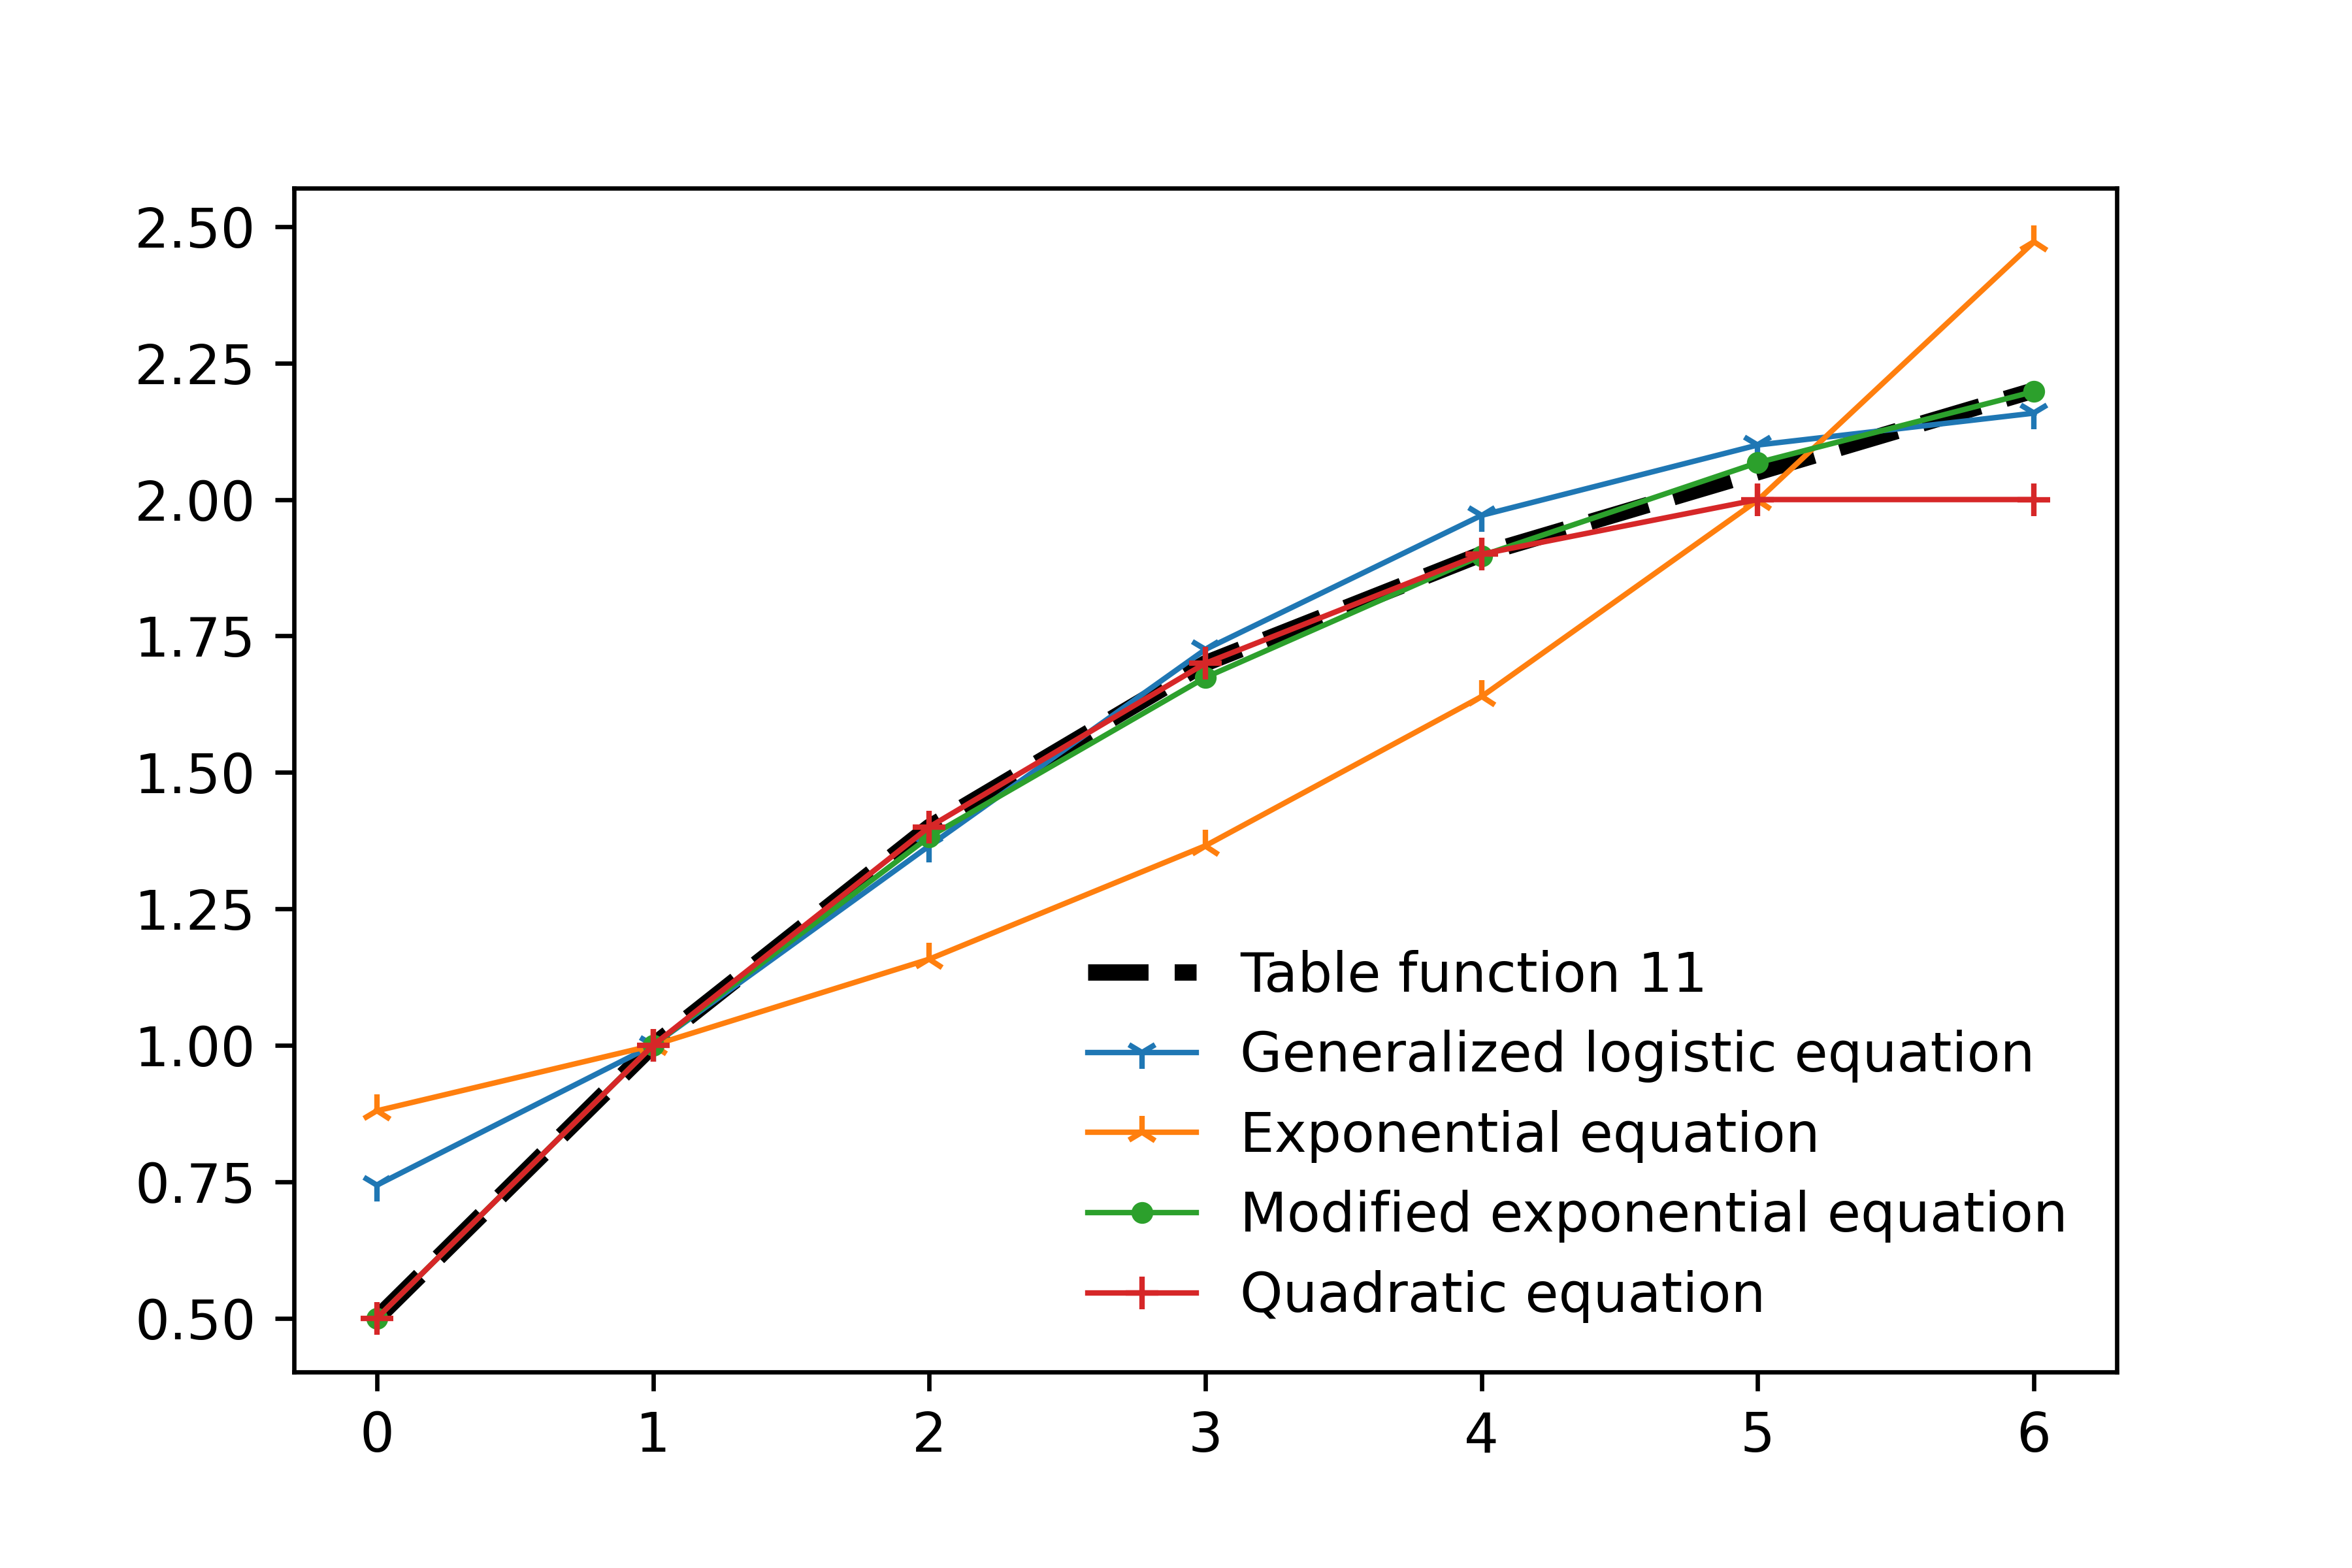 2.50
2.25
2.00
1.75
1.50
1.25
1.00
0.75
0.50
Table function 11
Generalized logistic equation
Exponential equation
Modified exponential equation
Quadratic equation
0 1 2 3 4 5 6